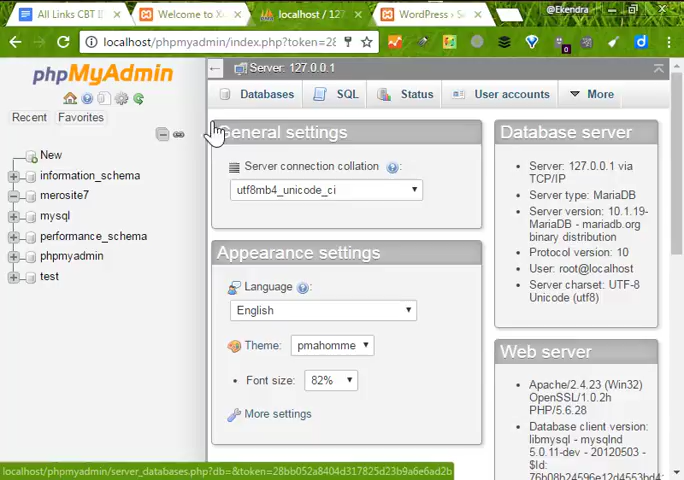 @Ekendra
All Links CBT
Welcome to X
localhost / 12
WordPress › S
localhost/phpmyadmin/index.php?token=28
phpMyAdmin
Recent
Favorites
New
information_schema
merosite7
mysql
performance_schema
phpmyadmin
test
Server: 127.0.0.1
Databases
SQL
Status
User accounts
More
General settings
Server connection collation
utf8mb4_unicode_ci
Appearance settings
Language
English
Theme:
pmahomme
Font size:
82%
More settings
Database server
Server: 127.0.0.1 via
TCP/IP
Server type: MariaDB
Server version: 10.1.19-
MariaDB - mariadb.org
binary distribution
Protocol version: 10
User: root@localhost
Server charset: UTF-8
Unicode (utf8)
Web server
Apache/2.4.23 (Win32)
OpenSSL/1.0.2h
PHP/5.6.28
Database client version:
libmysql - mysqlnd
5.0.11-dev - 20120503 -
$Id:
76b08b24596e12d4553bd4
localhost/phpmyadmin/server_databases.php?db=&token=28bb052a8404d317825d23b9a6e6ad2b